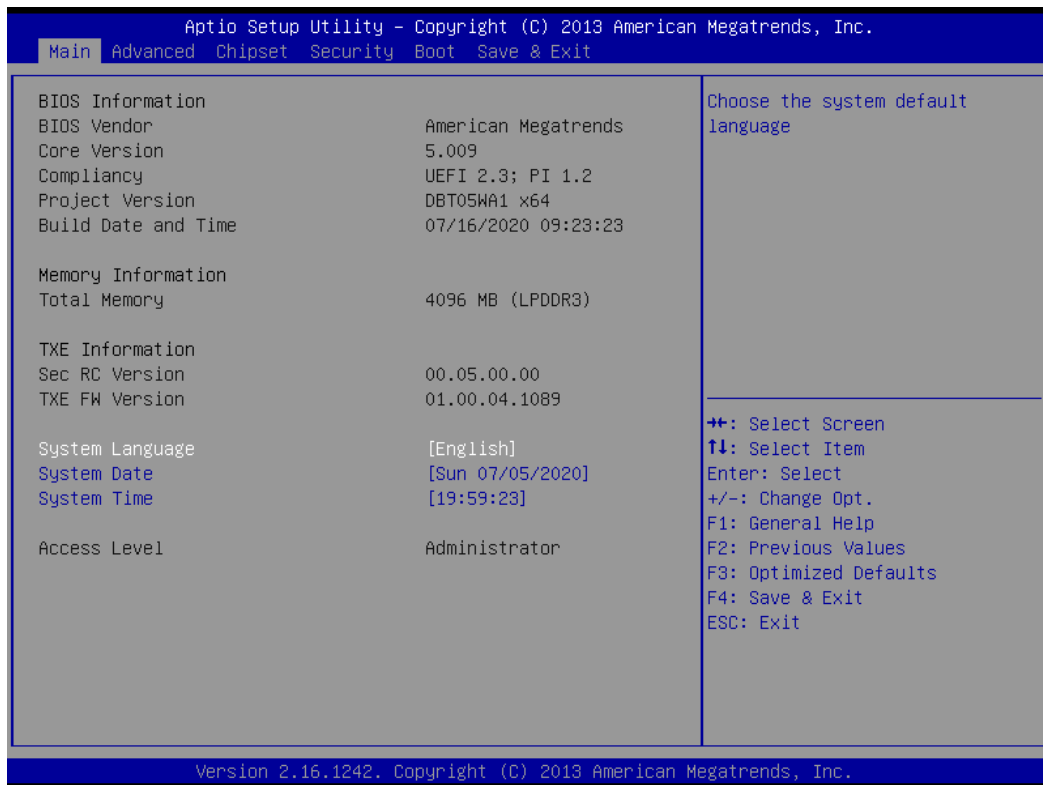 Aptio Setup Utility – Copyright (C) 2013 American Megatrends, Inc.
Main Advanced Chipset Security Boot Save & Exit
BIOS Information
BIOS Vendor American Megatrends
Core Version 5.009
Compliancy UEFI 2.3; PI 1.2
Project Version DBT05WA1 x64
Build Date and Time 07/16/2020 09:23:23
Memory Information
Total Memory 4096 MB (LPDDR3)
TXE Information
Sec RC Version 00.05.00.00
TXE FW Version 01.00.04.1089
System Language [English]
System Date [Sun 07/05/2020]
System Time [19:59:23]
Access Level Administrator
Choose the system default
language
→←: Select Screen
↑↓: Select Item
Enter: Select
+/-: Change Opt.
F1: General Help
F2: Previous Values
F3: Optimized Defaults
F4: Save & Exit
ESC: Exit
Version 2.16.1242. Copyright (C) 2013 American Megatrends, Inc.